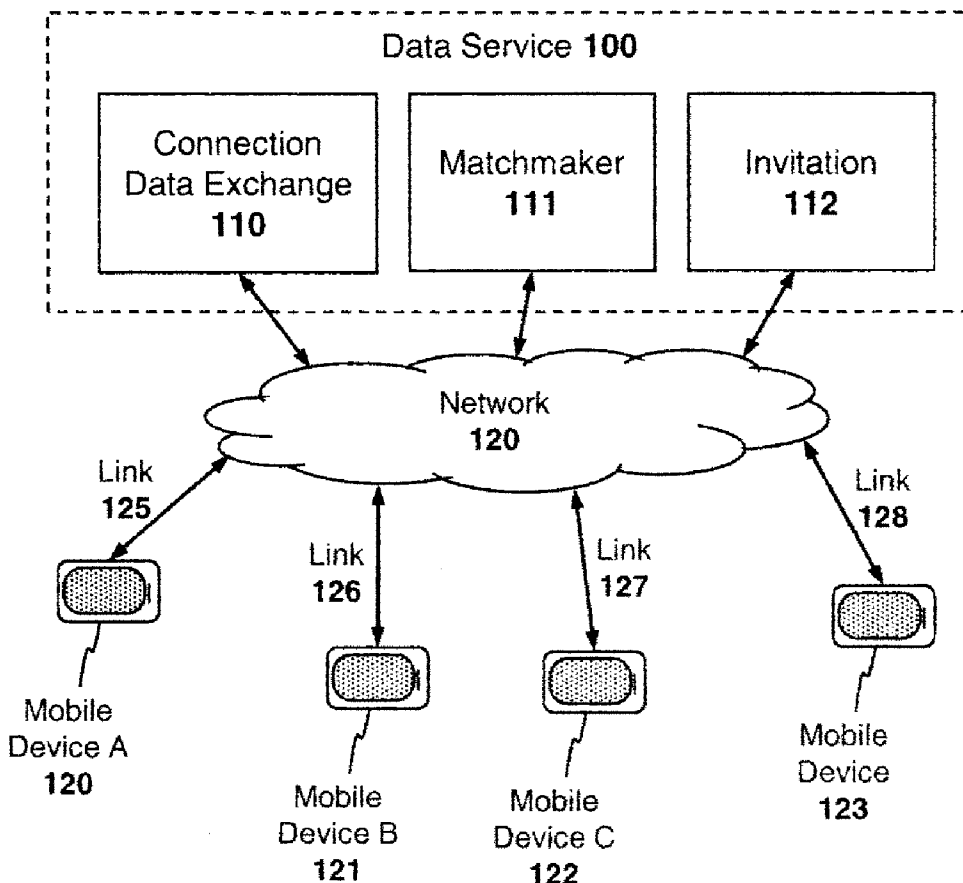 Data Service 100
Connection
Data Exchange
110
Matchmaker
111
Invitation
112
Network
120
Link
125
Link
126
Link
127
Link
128
Mobile
Device A
120
Mobile
Device B
121
Mobile
Device C
122
Mobile
Device
123